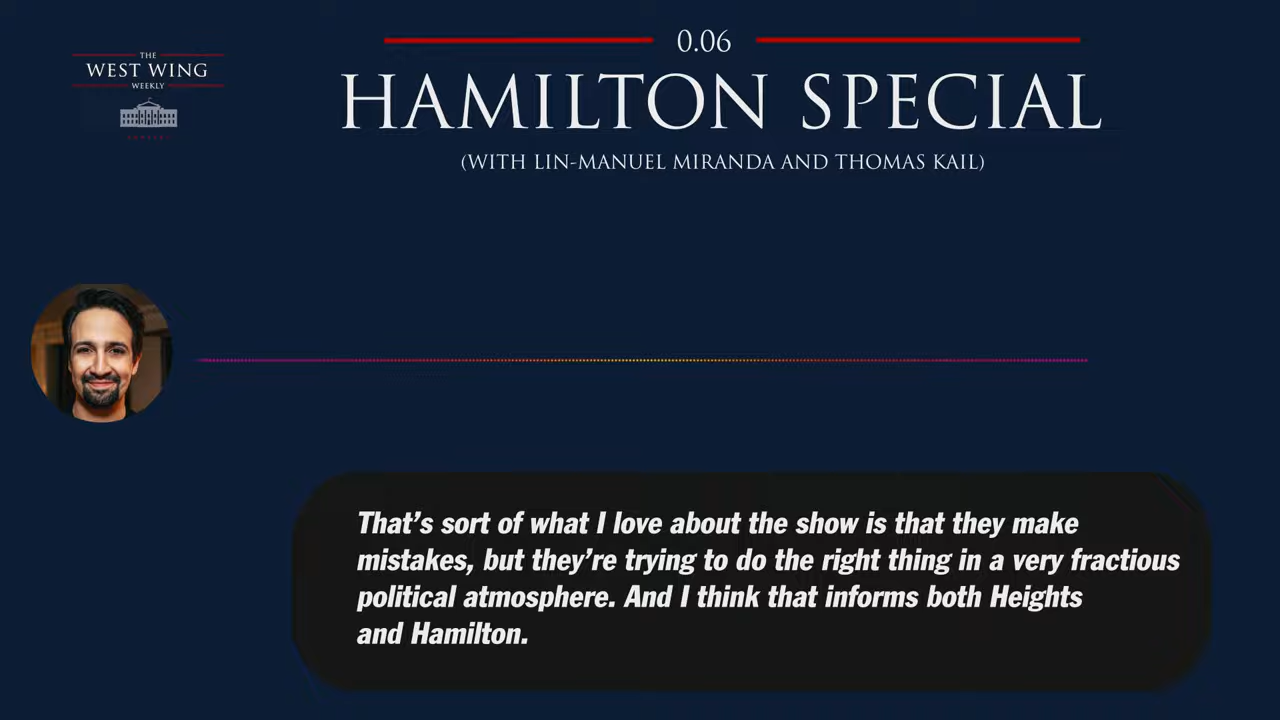 0.06
THE
WEST WING
WEEKLY
HAMILTON SPECIAL
(WITH LIN-MANUEL MIRANDA AND THOMAS KAIL)
That's sort of what I love about the show is that they make
mistakes, but they're trying to do the right thing in a very fractious
political atmosphere. And I think that informs both Heights
and Hamilton.